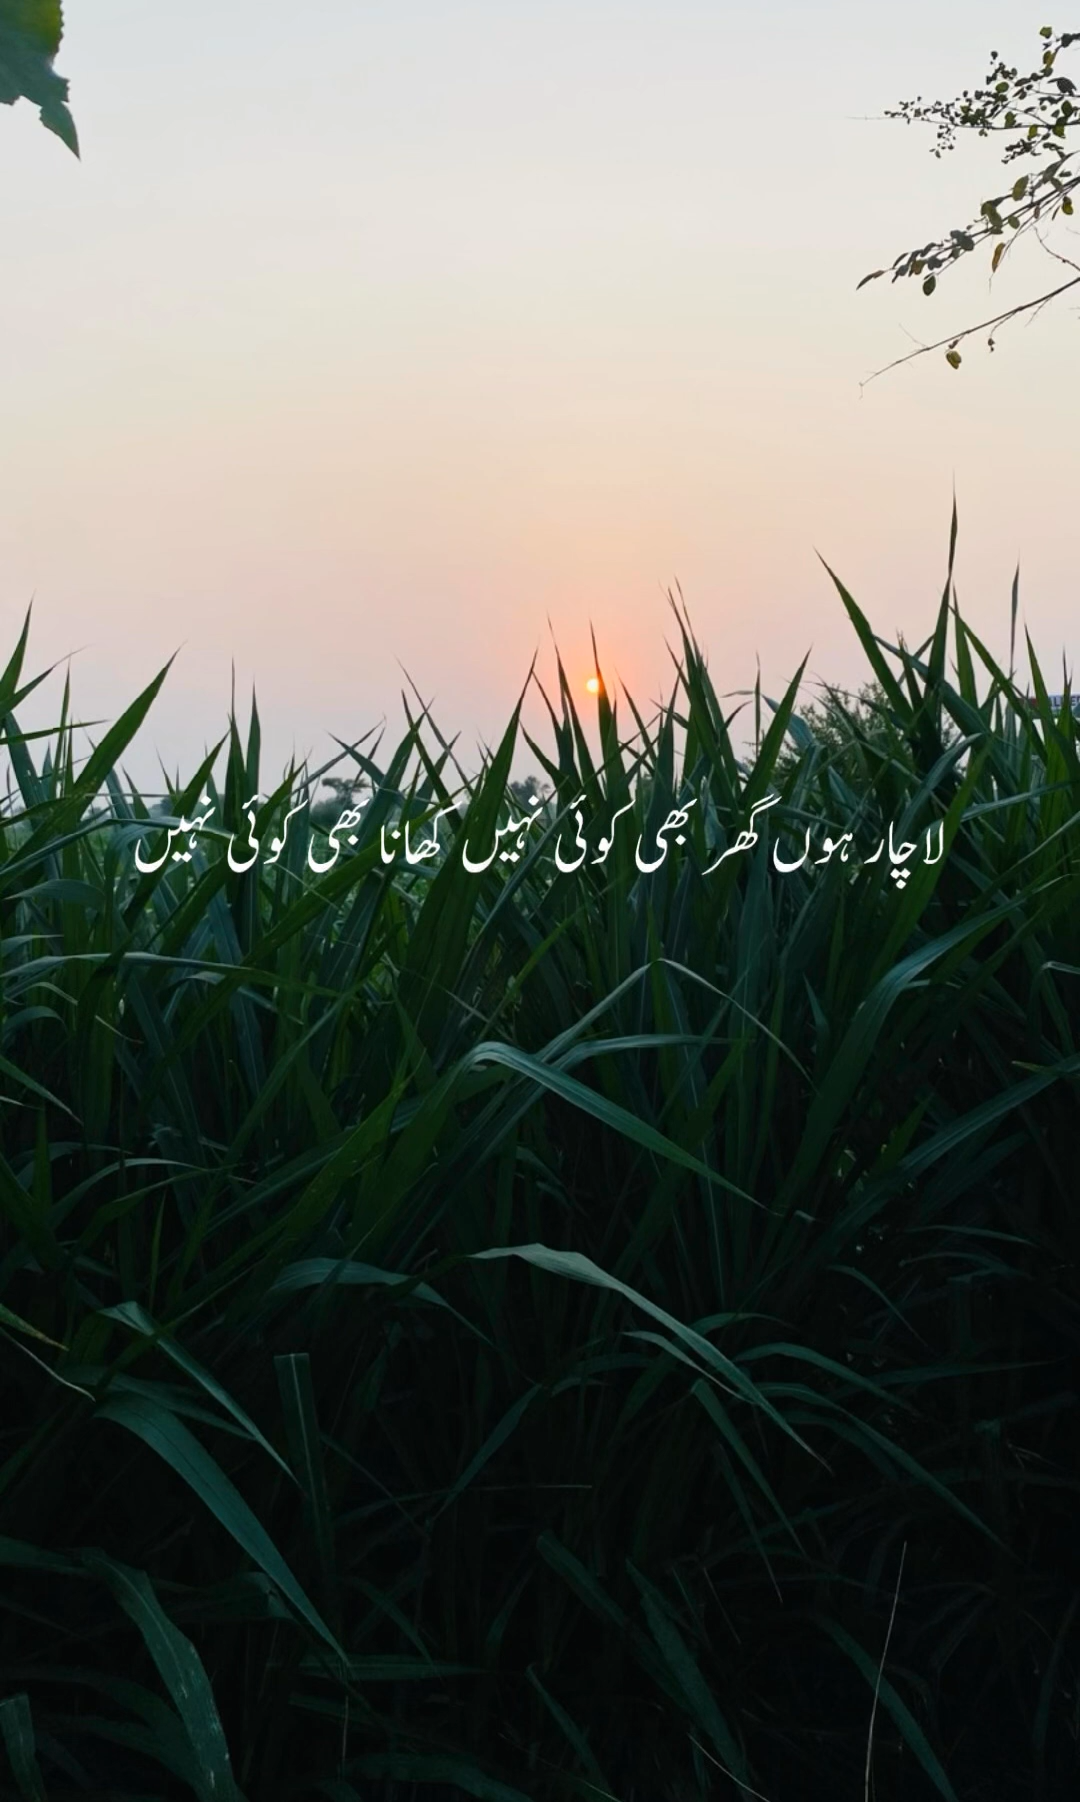 لاچار ہوں گھر بھی کوئی نہیں کھانا بھی کوئی نہیں